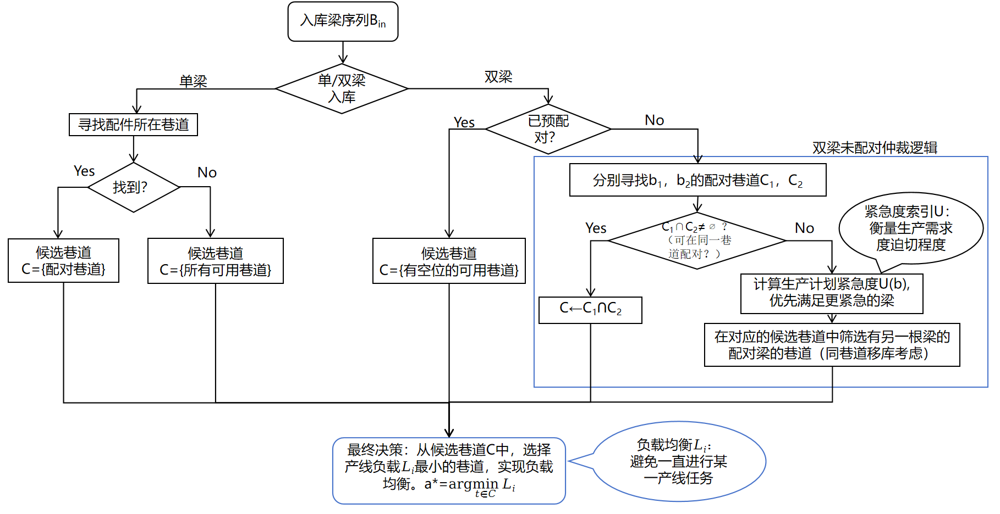 入库梁序列Bin
单/双梁
入库
单梁
双梁
寻找配件所在巷道
已预配
对?
Yes
No
找到?
Yes
No
双梁未配对仲裁逻辑
分别寻找b1，b2的配对巷道C1，C2
C1∩C2≠∅ ？
（可在同一巷
道配对？）
Yes
No
紧急度索引U：
衡量生产需求
度迫切程度
候选巷道
C={配对巷道}
候选巷道
C={所有可用巷道}
候选巷道
C={有空位的可用巷道}
C←C1∩C2
计算生产计划紧急度U(b),
优先满足更紧急的梁
在对应的候选巷道中筛选有另一根梁的
配对梁的巷道（同巷道移库考虑）
最终决策：从候选巷道C中，选择
产线负载Li最小的巷道，实现负载
均衡。a*=argmin Li
t∈C
负载均衡Li：
避免一直进行某
一产线任务